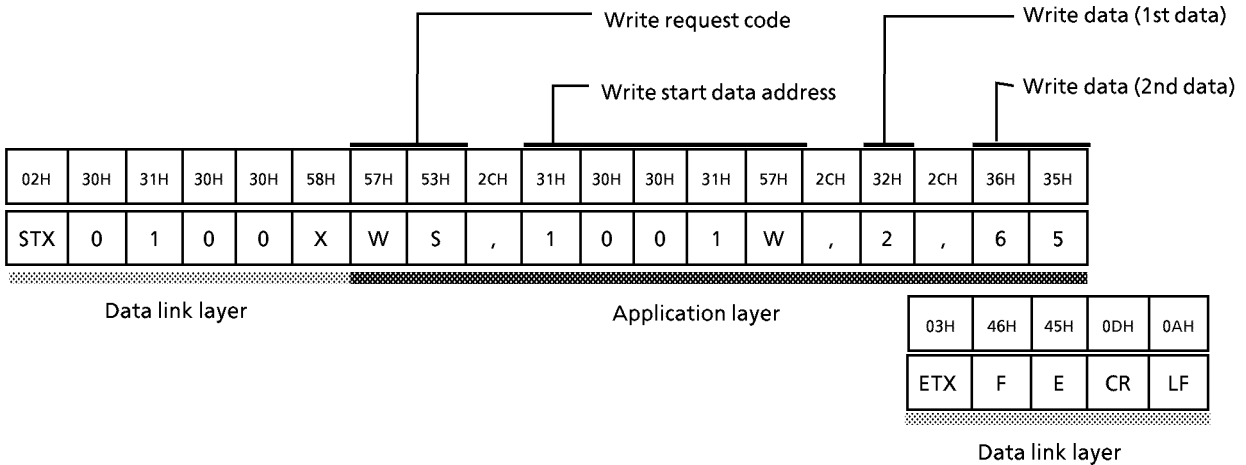 Write request code
Write data (1st data)
Write start data address
Write data (2nd data)
02H 30H 31H 30H 30H 58H 57H 53H 2CH 31H 30H 30H 31H 57H 2CH 32H 2CH 36H 35H
STX 0 1 0 0 X W S , 1 0 0 1 W , 2 , 6 5
Data link layer
Application layer
03H 46H 45H 0DH 0AH
ETX F E CR LF
Data link layer